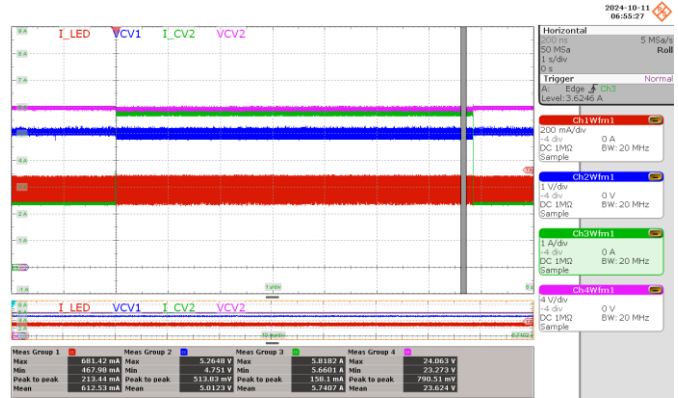 2024-10-11
06:55:27
I_LED VCV1 I_CV2 VCV2
Horizontal
200 ns 5 MSa/s
50 MSa Roll
1 s/div
0 s
Trigger Normal
A: Edge Ch3
Level: 3.6246 A
Ch1Wfm1
200 mA/div
-4 div 0 A
DC 1MΩ BW: 20 MHz
Sample
Ch2Wfm1
1 V/div
-4 div 0 V
DC 1MΩ BW: 20 MHz
Sample
Ch3Wfm1
1 A/div
-4 div 0 A
DC 1MΩ BW: 20 MHz
Sample
Ch4Wfm1
4 V/div
-4 div 0 V
DC 1MΩ BW: 20 MHz
Sample
8 A
7 A
4 A
2 A
1 A
-1 A
1 s/div
I_LED VCV1 I_CV2 VCV2
Meas Group 1 Meas Group 2 Meas Group 3 Meas Group 4
Max 681.42 mA Max 5.2648 V Max 5.8182 A Max 24.063 V
Min 467.98 mA Min 4.751 V Min 5.6601 A Min 23.273 V
Peak to peak 213.44 mA Peak to peak 513.83 mV Peak to peak 158.1 mA Peak to peak 790.51 mV
Mean 612.53 mA Mean 5.0123 V Mean 5.7407 A Mean 23.624 V